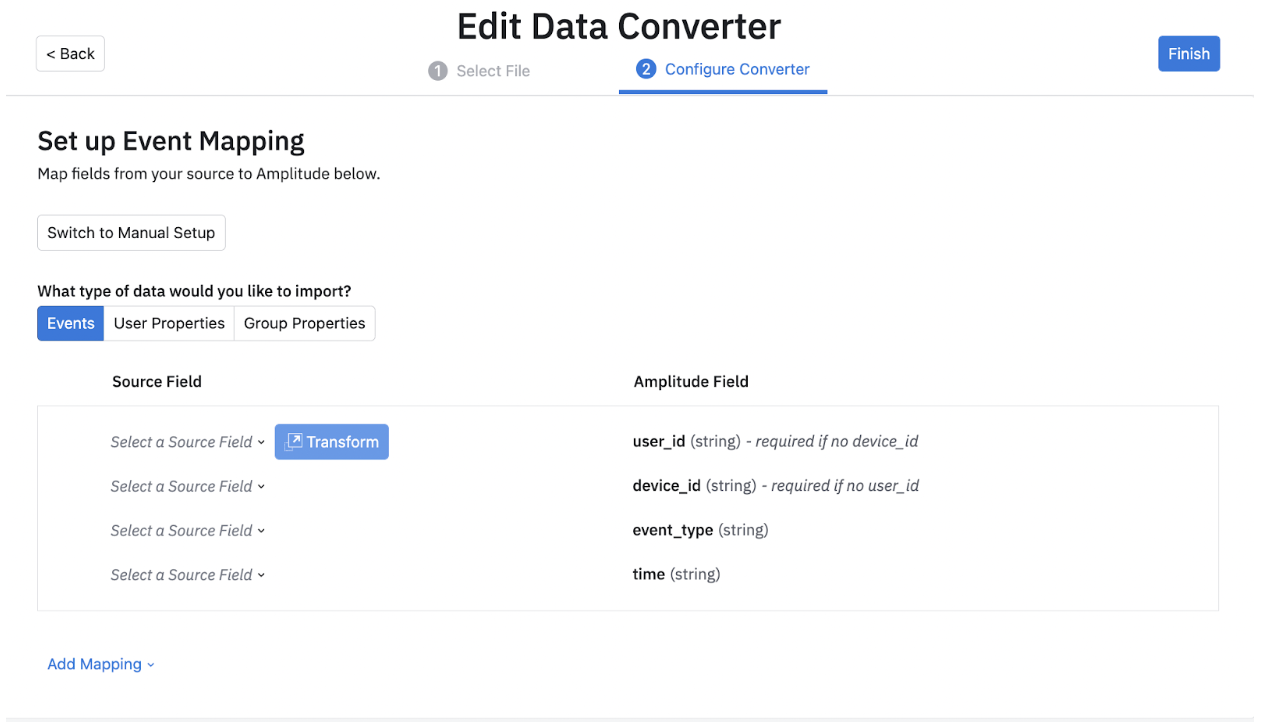 Edit Data Converter
< Back
1 Select File
2 Configure Converter
Finish
Set up Event Mapping
Map fields from your source to Amplitude below.
Switch to Manual Setup
What type of data would you like to import?
Events User Properties Group Properties
Source Field Amplitude Field
Select a Source Field Transform user_id (string) - required if no device_id
Select a Source Field device_id (string) - required if no user_id
Select a Source Field event_type (string)
Select a Source Field time (string)
Add Mapping